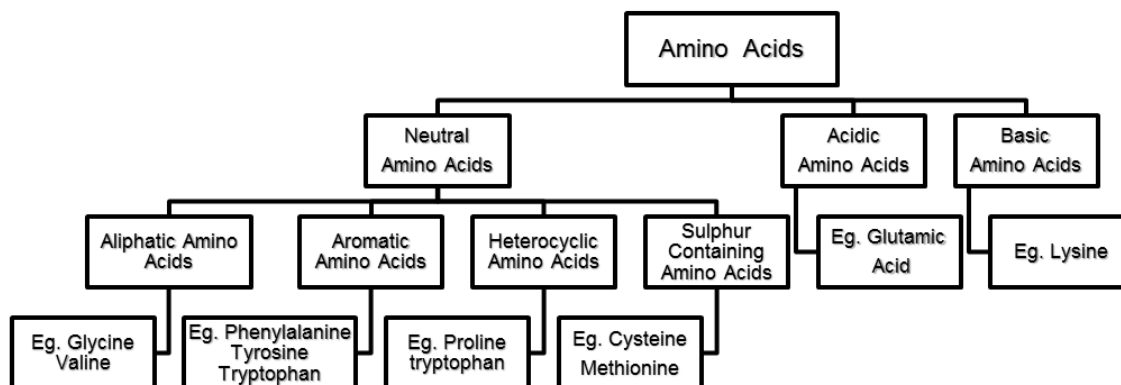 Amino Acids
Neutral
Amino Acids
Acidic
Amino Acids
Basic
Amino Acids
Aliphatic Amino
Acids
Aromatic
Amino Acids
Heterocyclic
Amino Acids
Sulphur
Containing
Amino Acids
Eg. Glutamic
Acid
Eg. Lysine
Eg. Glycine
Valine
Eg. Phenylalanine
Tyrosine
Tryptophan
Eg. Proline
tryptophan
Eg. Cysteine
Methionine